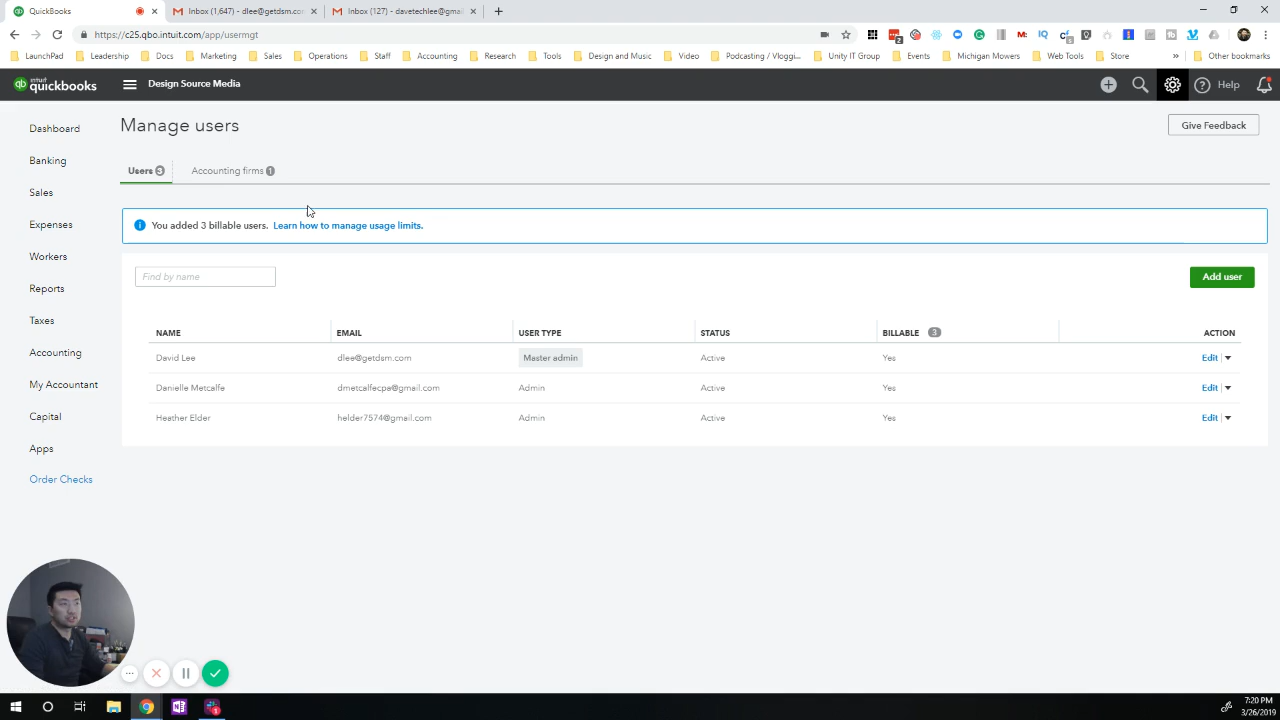 QuickBooks
Inbox (1,647) - dlee@getdsm.com
Inbox (127) - davetechlee@gmai
https://c25.qbo.intuit.com/app/usermgt
LaunchPad Leadership Docs Marketing Sales Operations Staff Accounting Research Tools Design and Music Video Podcasting / Vloggi... Unity IT Group Events Michigan Mowers Web Tools Store » Other bookmarks
intuit quickbooks
Design Source Media
Help
Dashboard
Banking
Sales
Expenses
Workers
Reports
Taxes
Accounting
My Accountant
Capital
Apps
Order Checks
Manage users
Give Feedback
Users 3 Accounting firms 1
You added 3 billable users. Learn how to manage usage limits.
Find by name
Add user
NAME EMAIL USER TYPE STATUS BILLABLE 3 ACTION
David Lee dlee@getdsm.com Master admin Active Yes Edit
Danielle Metcalfe dmetcalfecpa@gmail.com Admin Active Yes Edit
Heather Elder helder7574@gmail.com Admin Active Yes Edit
7:20 PM
3/26/2019